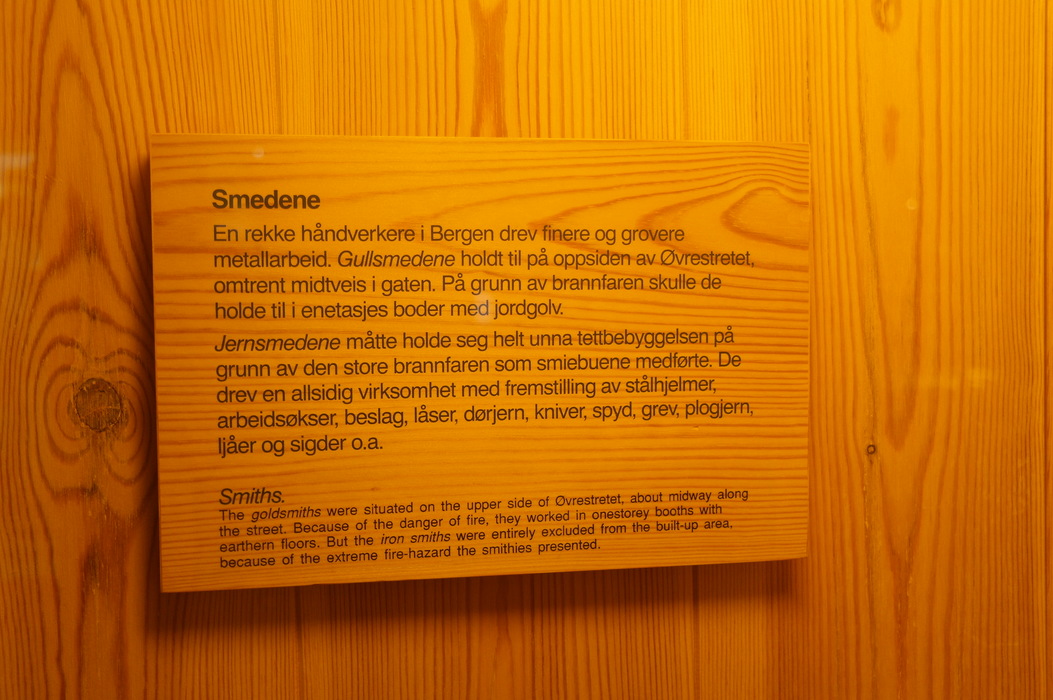 Smedene
En rekke håndverkere i Bergen drev finere og grovere
metallarbeid. Gullsmedene holdt til på oppsiden av Øvrestretet,
omtrent midtveis i gaten. På grunn av brannfaren skulle de
holde til i enetasjes boder med jordgolv.
Jernsmedene måtte holde seg helt unna tettbebyggelsen på
grunn av den store brannfaren som smiebuene medførte. De
drev en allsidig virksomhet med fremstilling av stålhjelmer,
arbeidsøkser, beslag, låser, dørjern, kniver, spyd, grev, plogjern,
ljåer og sigder o.a.
Smiths.
The goldsmiths were situated on the upper side of Øvrestretet, about midway along
the street. Because of the danger of fire, they worked in onestorey booths with
earthern floors. But the iron smiths were entirely excluded from the built-up area,
because of the extreme fire-hazard the smithies presented.